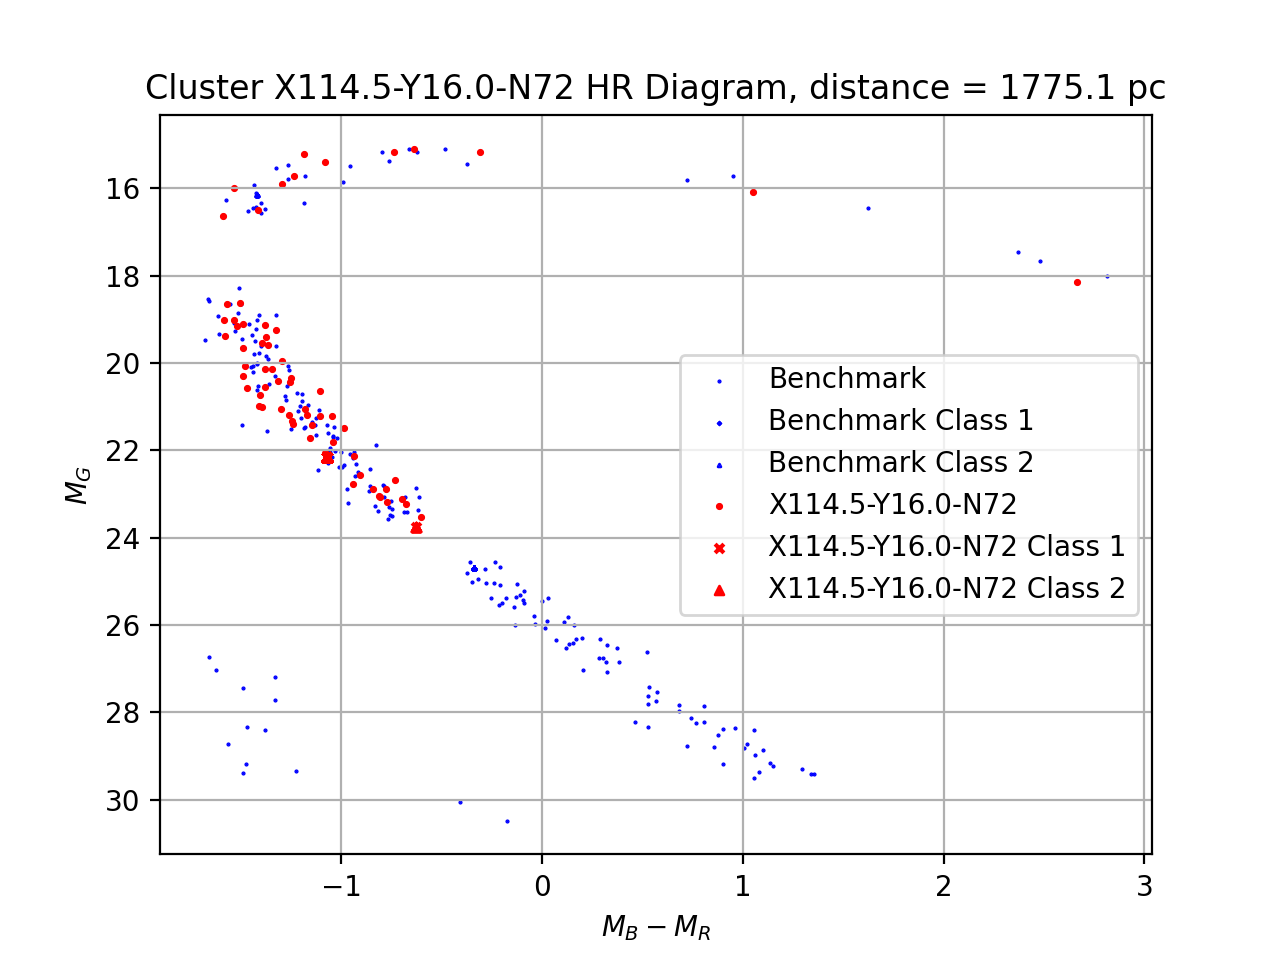 Cluster X114.5-Y16.0-N72 HR Diagram, distance = 1775.1 pc
16
18
20
22
24
26
28
30
M_G
Benchmark
Benchmark Class 1
Benchmark Class 2
X114.5-Y16.0-N72
X114.5-Y16.0-N72 Class 1
X114.5-Y16.0-N72 Class 2
−1 0 1 2 3
M_B − M_R